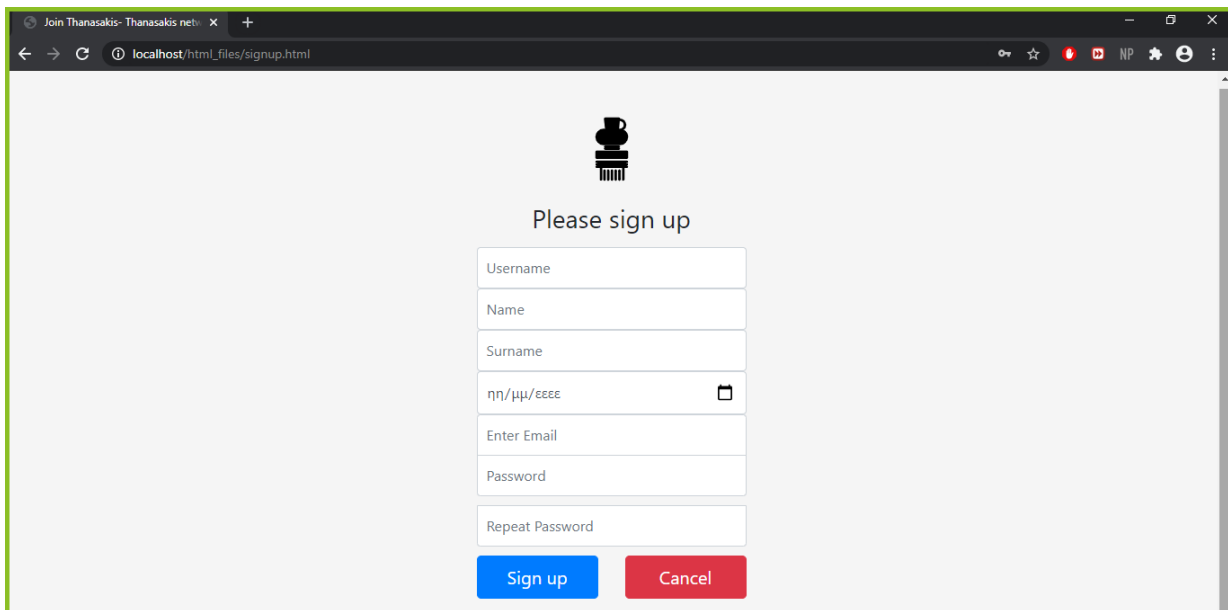 Join Thanasakis- Thanasakis netw
localhost/html_files/signup.html
NP
Please sign up
Username
Name
Surname
ηη/μμ/εεεε
Enter Email
Password
Repeat Password
Sign up Cancel